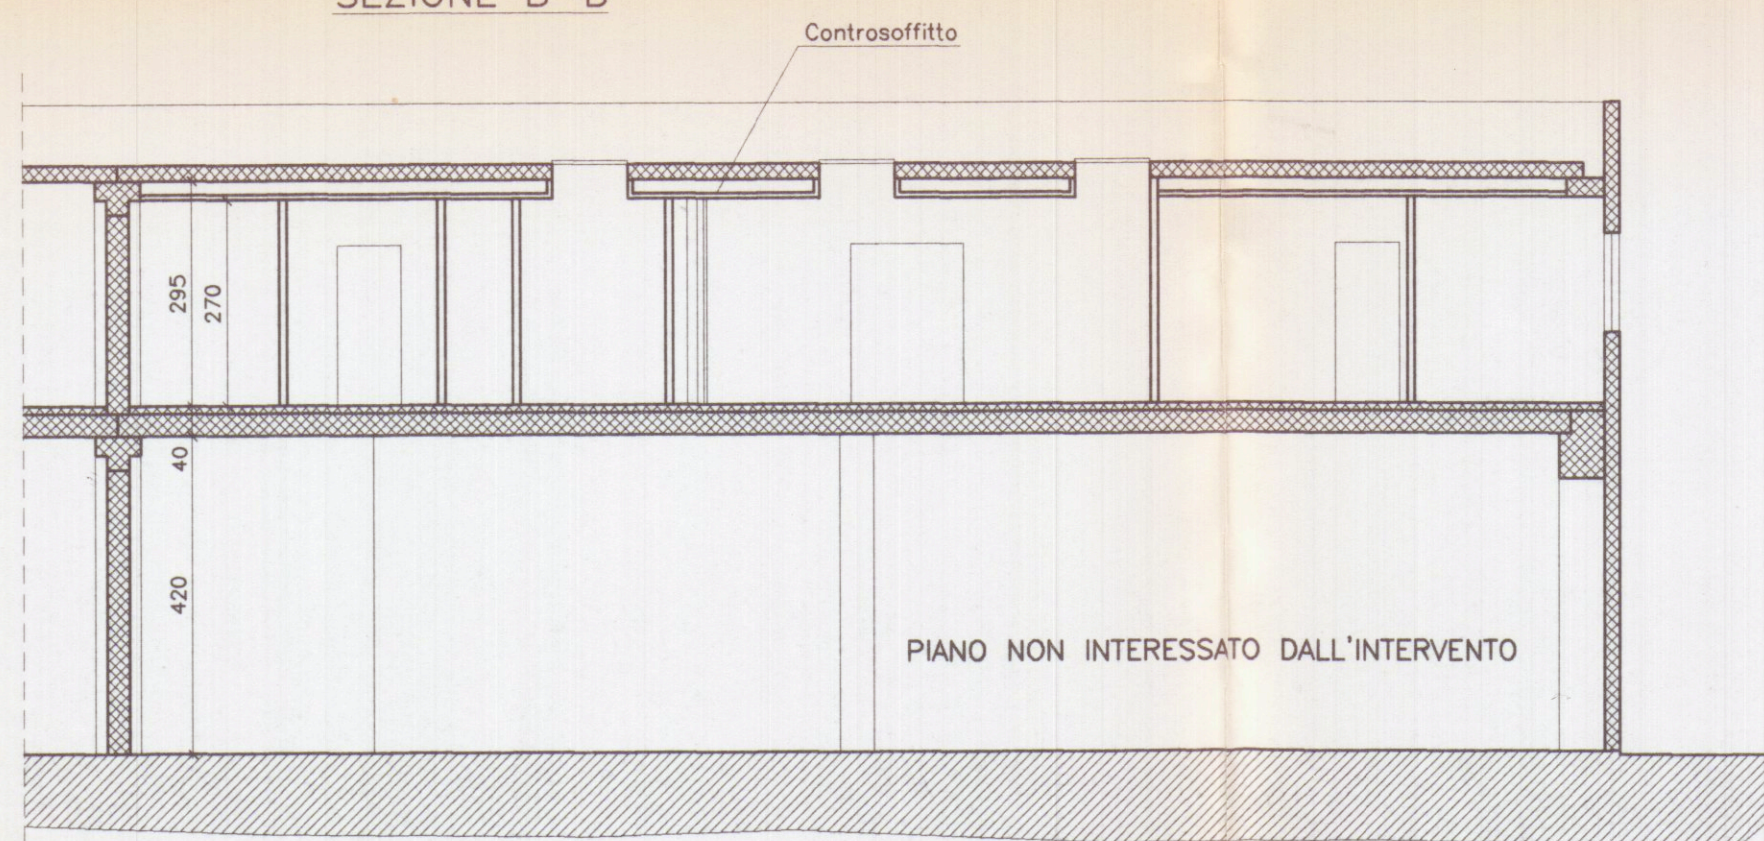 SEZIONE B-B
Controsoffitto
295
270
40
420
PIANO NON INTERESSATO DALL'INTERVENTO